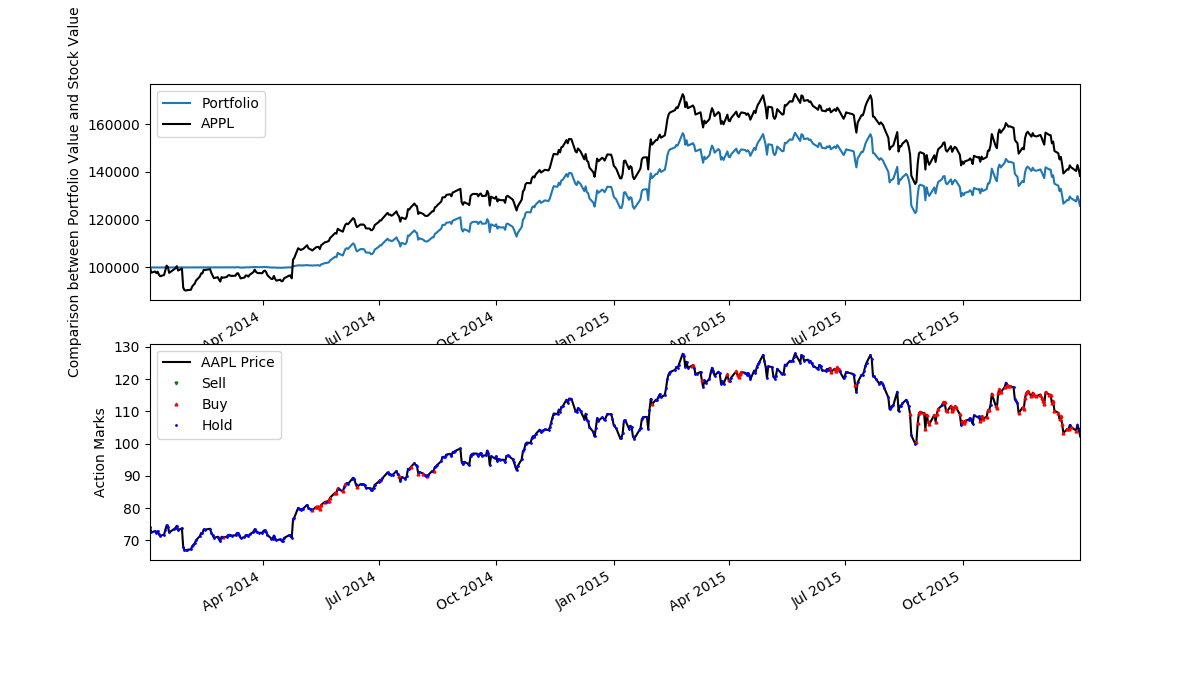 Comparison between Portfolio Value and Stock Value
Portfolio
APPL
160000
140000
120000
100000
Apr 2014
Jul 2014
Oct 2014
Jan 2015
Apr 2015
Jul 2015
Oct 2015
Action Marks
AAPL Price
Sell
Buy
Hold
130
120
110
100
90
80
70
Apr 2014
Jul 2014
Oct 2014
Jan 2015
Apr 2015
Jul 2015
Oct 2015